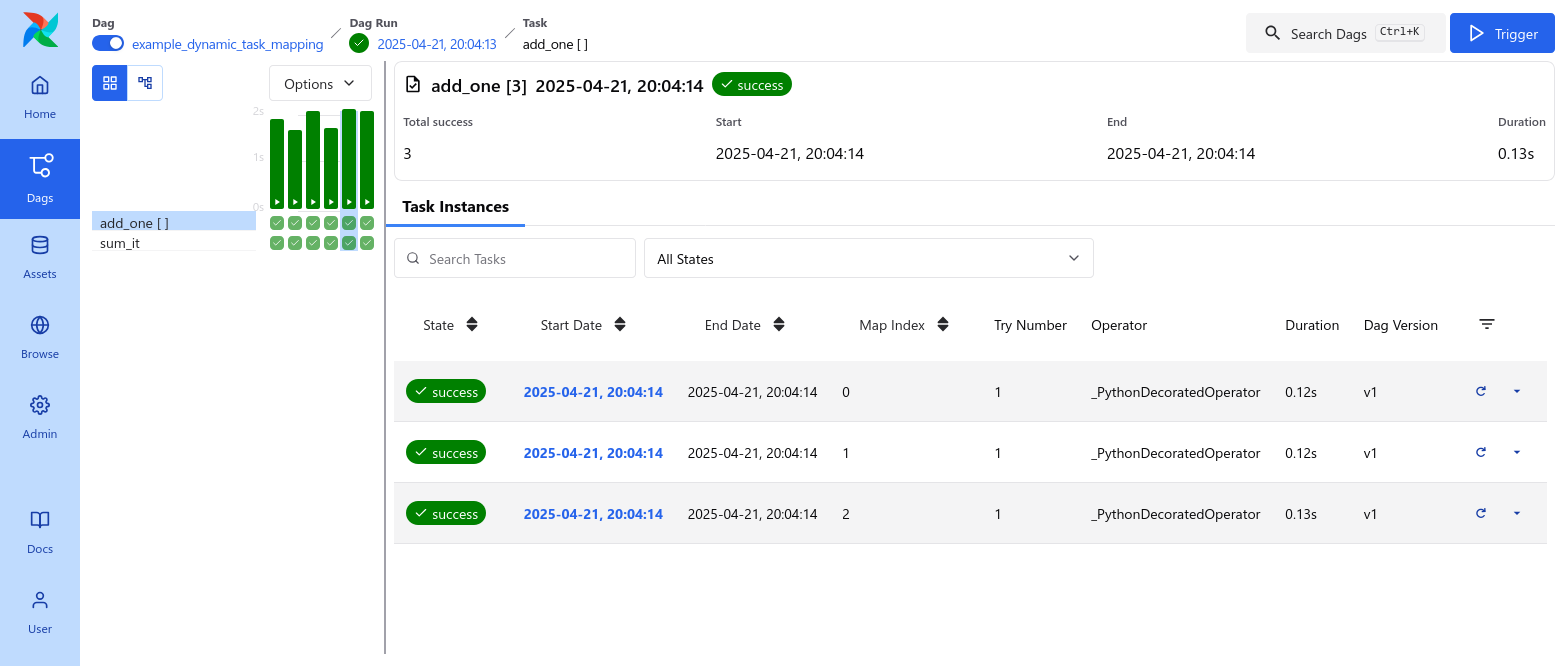 Dag
example_dynamic_task_mapping
/
Dag Run
2025-04-21, 20:04:13
/
Task
add_one [ ]
Search Dags Ctrl+K
Trigger
Home
Dags
Assets
Browse
Admin
Docs
User
Options
2s
1s
0s
add_one [ ]
sum_it
add_one [3] 2025-04-21, 20:04:14 success
Total success Start End Duration
3 2025-04-21, 20:04:14 2025-04-21, 20:04:14 0.13s
Task Instances
Search Tasks All States
State Start Date End Date Map Index Try Number Operator Duration Dag Version
success 2025-04-21, 20:04:14 2025-04-21, 20:04:14 0 1 _PythonDecoratedOperator 0.12s v1
success 2025-04-21, 20:04:14 2025-04-21, 20:04:14 1 1 _PythonDecoratedOperator 0.12s v1
success 2025-04-21, 20:04:14 2025-04-21, 20:04:14 2 1 _PythonDecoratedOperator 0.13s v1